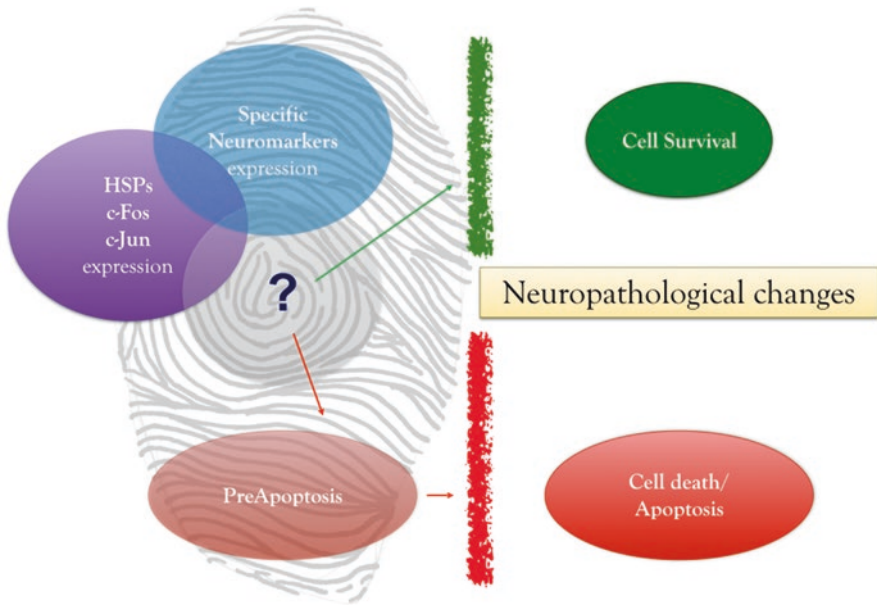 Specific
Neuromarkers
expression
HSPs
c-Fos
c-Jun
expression
?
Cell Survival
Neuropathological changes
PreApoptosis
Cell death/
Apoptosis